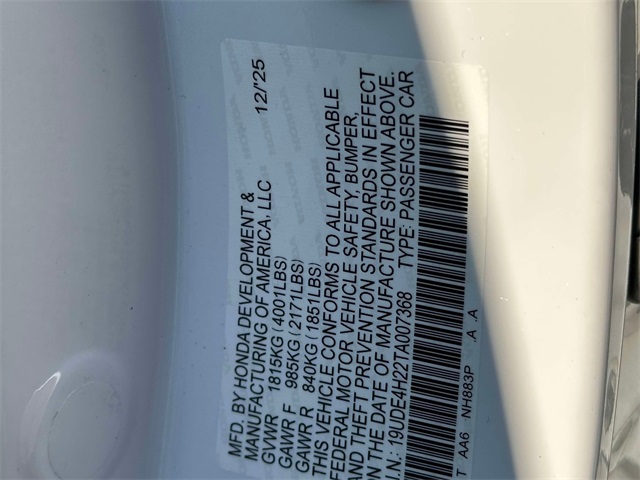 MFD. BY HONDA DEVELOPMENT & 12/'25
MANUFACTURING OF AMERICA, LLC
GVWR 1815KG (4001LBS)
GAWR F 985KG (2171LBS)
GAWR R 840KG (1851LBS)
THIS VEHICLE CONFORMS TO ALL APPLICABLE
FEDERAL MOTOR VEHICLE SAFETY, BUMPER,
AND THEFT PREVENTION STANDARDS IN EFFECT
ON THE DATE OF MANUFACTURE SHOWN ABOVE.
.I.N.: 19UDE4H22TA007368 TYPE: PASSENGER CAR
T AA6 NH883P .A .A